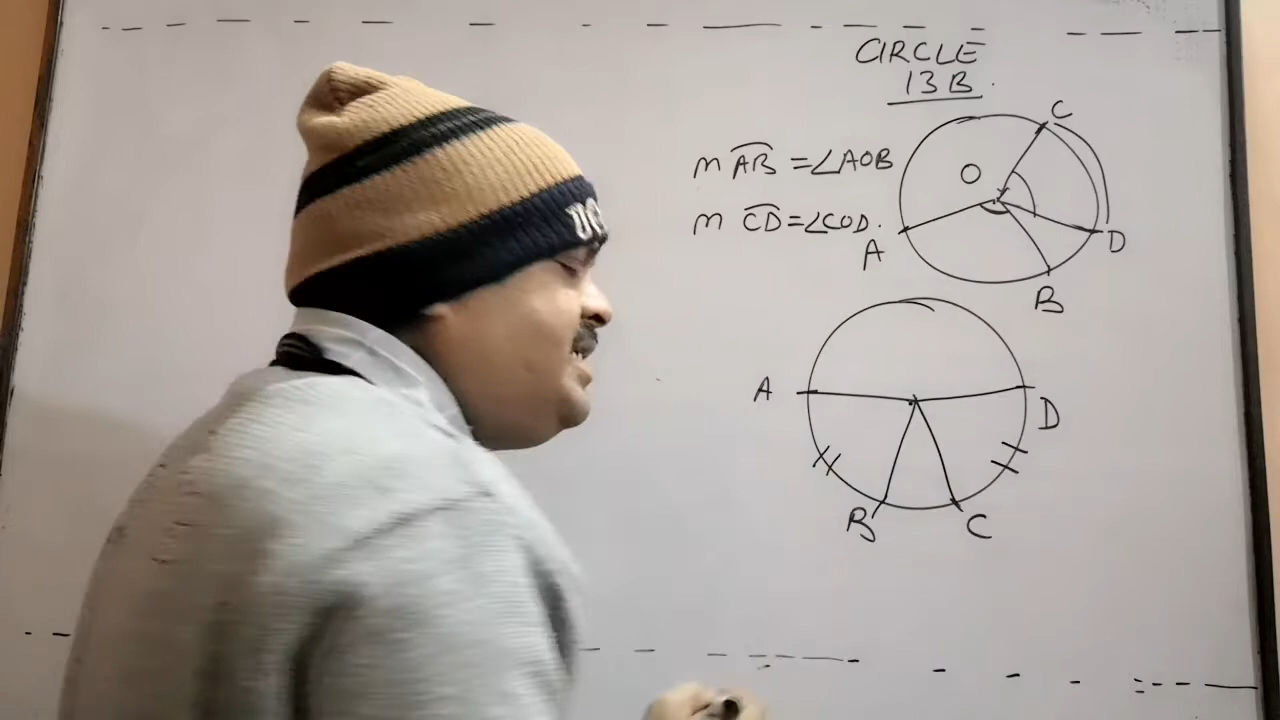 CIRCLE
13B.
m AB = ∠AOB
m CD = ∠COD.
C
O
A
D
B
A
D
B
C